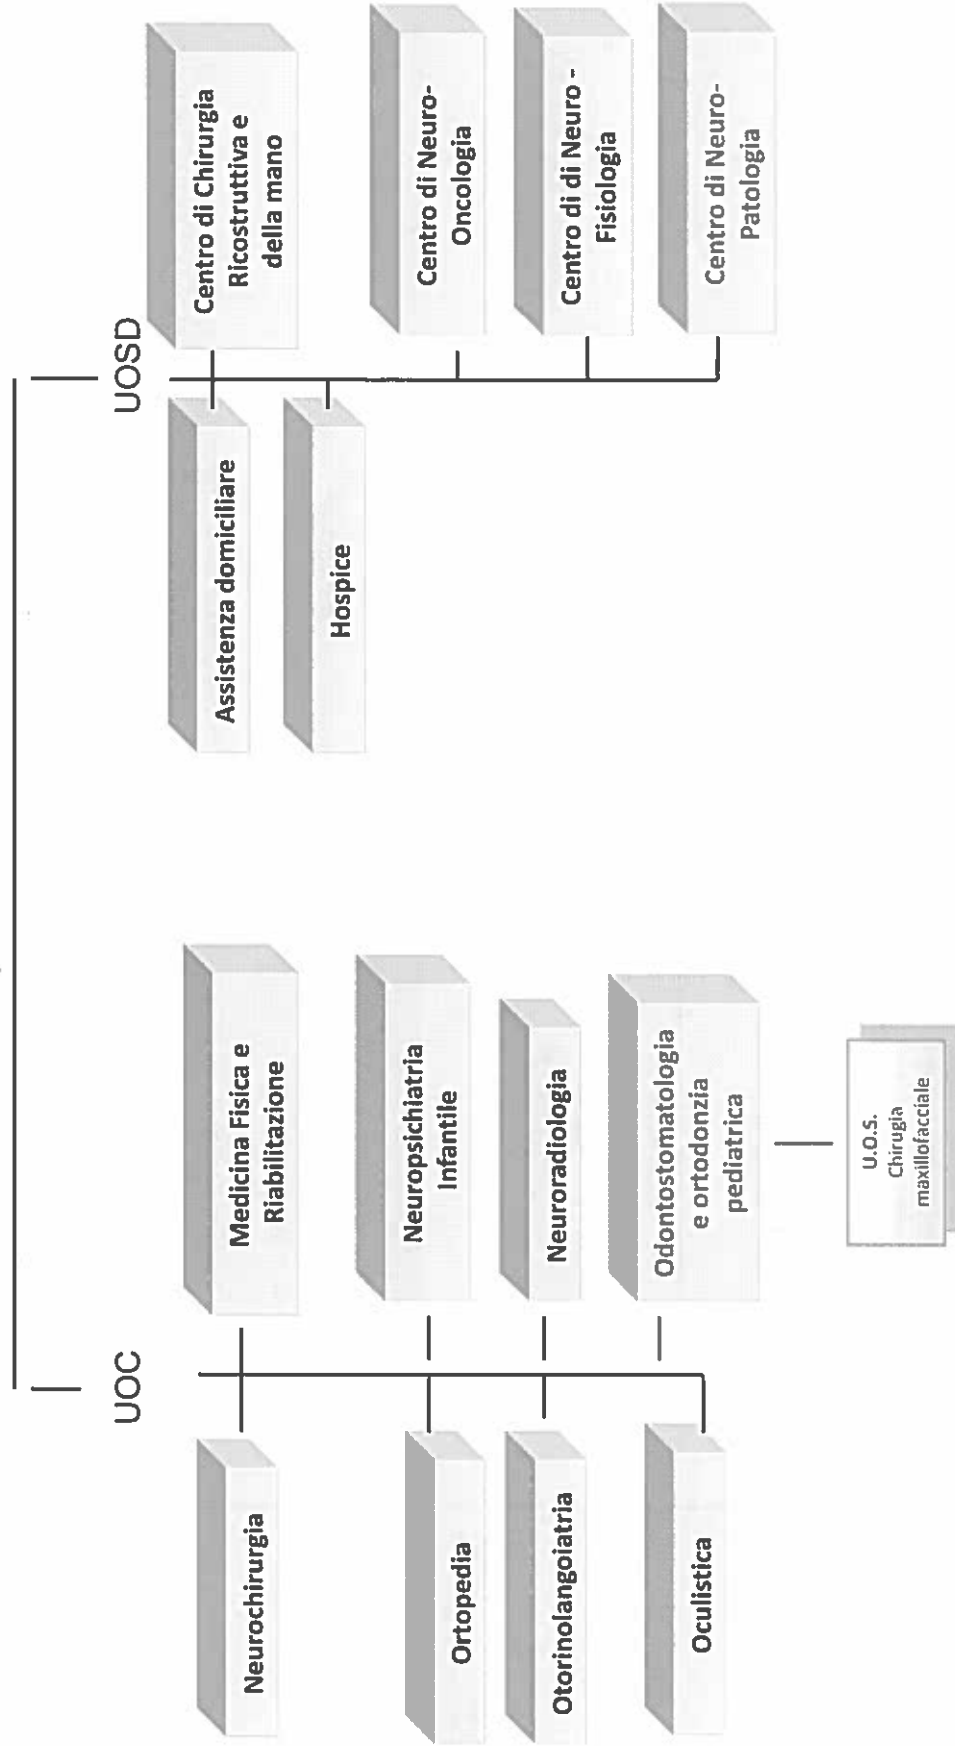 UOC
UOSD
Neurochirurgia
Medicina Fisica e
Riabilitazione
Ortopedia
Neuropsichiatria
Infantile
Otorinolangoiatria
Neuroradiologia
Oculistica
Odontostomatologia
e ortodonzia
pediatrica
U.O.S.
Chirugia
maxillofacciale
Assistenza domiciliare
Centro di Chirurgia
Ricostruttiva e
della mano
Hospice
Centro di Neuro-
Oncologia
Centro di di Neuro -
Fisiologia
Centro di Neuro-
Patologia